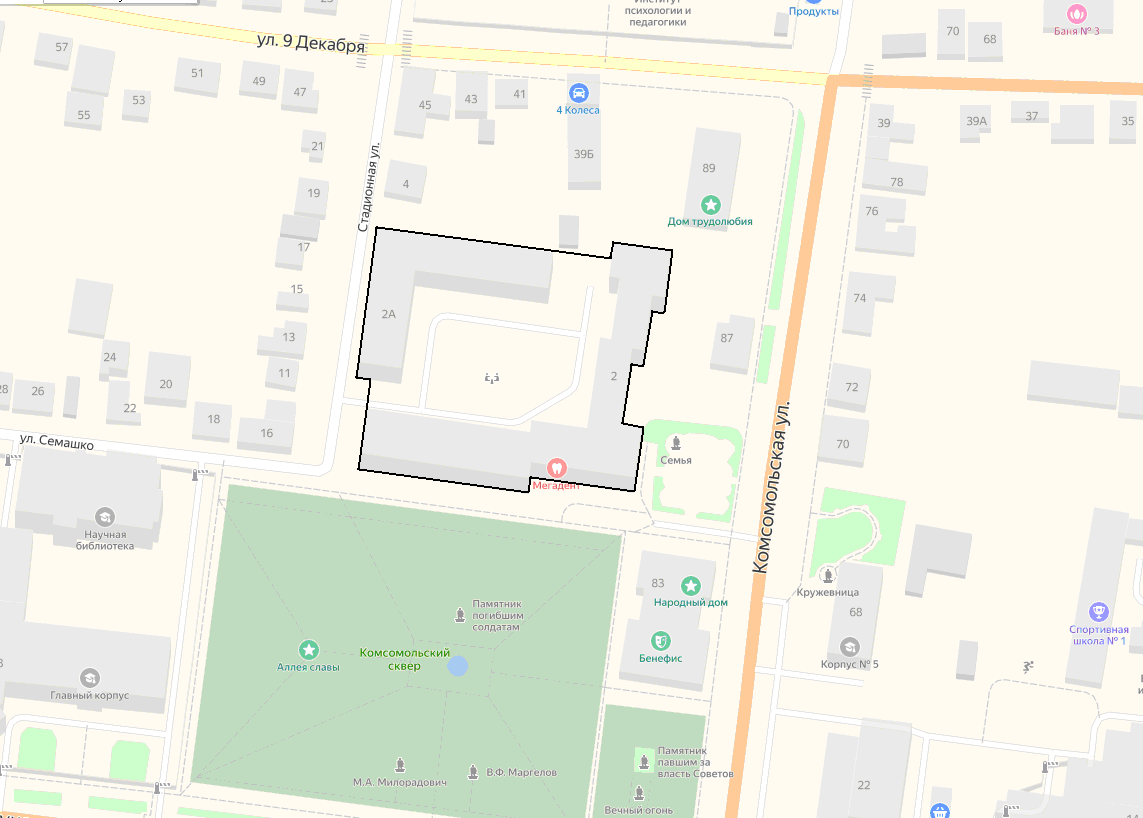 Институт
психологии и
педагогики
Продукты
Баня № 3
23
57
55
53
51
49
47
ул. 9 Декабря
45
43
41
4 Колеса
39Б
70
68
39
39А
37
35
21
19
17
15
13
11
Стадионная ул.
4
89
Дом трудолюбия
78
76
74
72
70
87
2А
2
24
26
28
22
20
18
16
ул. Семашко
Мегадент
Семья
Комсомольская ул.
Научная
библиотека
83
Народный дом
Бенефис
Кружевница
68
Корпус № 5
Спортивная
школа № 1
Памятник
погибшим
солдатам
Комсомольский
сквер
Аллея славы
Главный корпус
М.А. Милорадович
В.Ф. Маргелов
Памятник
павшим за
власть Советов
Вечный огонь
22